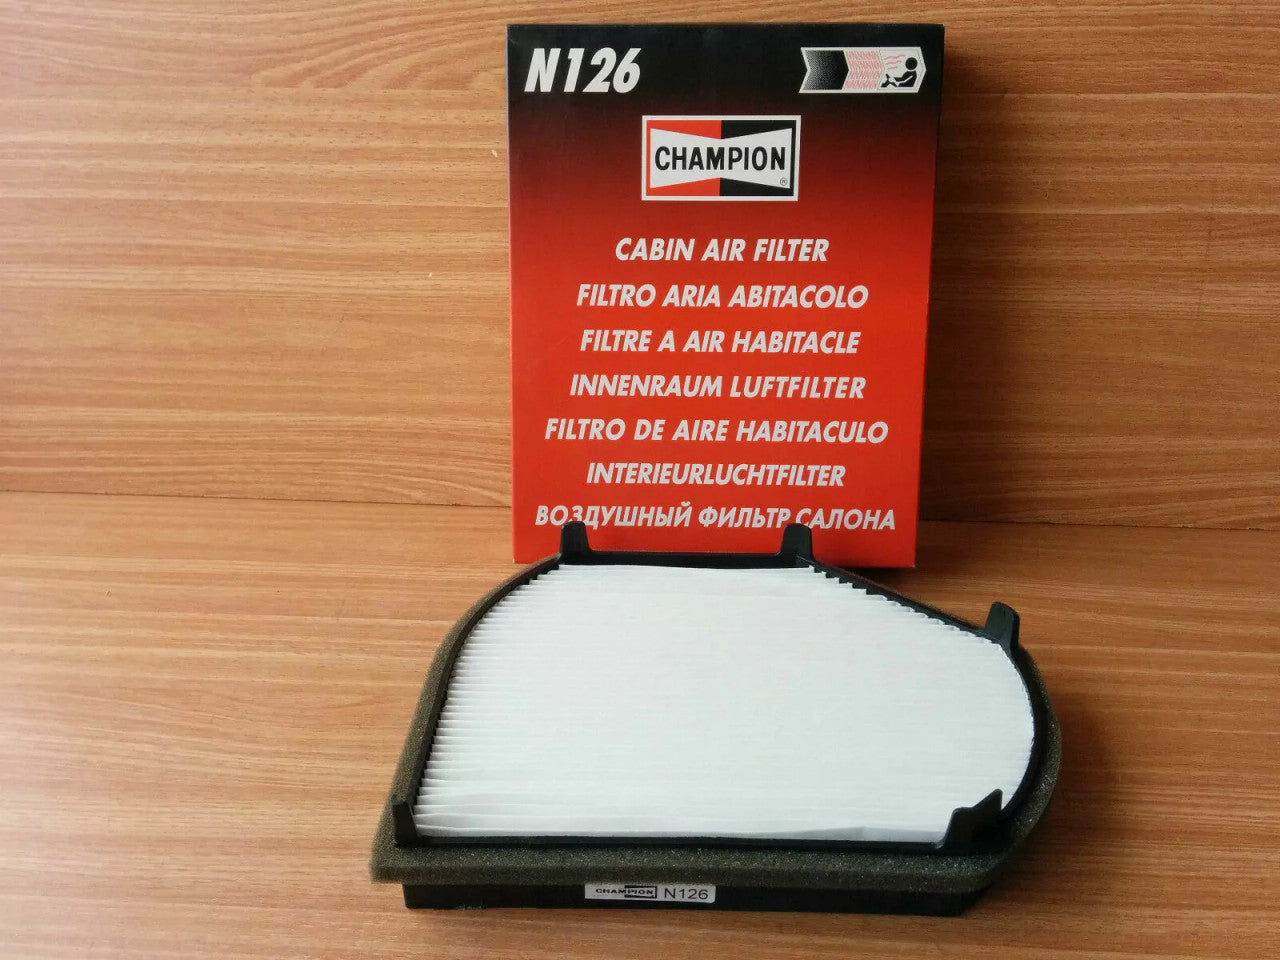 N126
CHAMPION
®
CABIN AIR FILTER
FILTRO ARIA ABITACOLO
FILTRE A AIR HABITACLE
INNENRAUM LUFTFILTER
FILTRO DE AIRE HABITACULO
INTERIEURLUCHTFILTER
ВОЗДУШНЫЙ ФИЛЬТР САЛОНА
CHAMPION N126